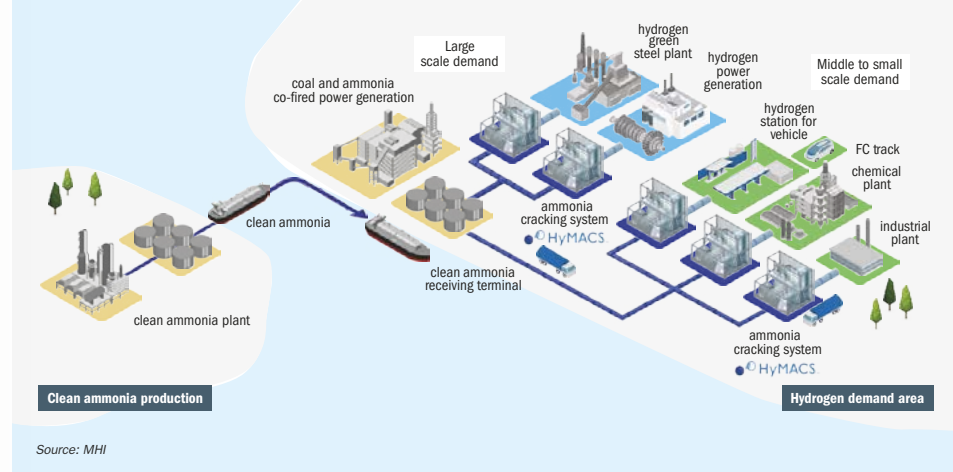 Large
scale demand
hydrogen
green
steel plant
hydrogen
power
generation
Middle to small
scale demand
coal and ammonia
co-fired power generation
hydrogen
station for
vehicle
FC track
chemical
plant
clean ammonia
ammonia
cracking system
HyMACS
industrial
plant
clean ammonia
receiving terminal
clean ammonia plant
ammonia
cracking system
HyMACS
Clean ammonia production
Hydrogen demand area
Source: MHI